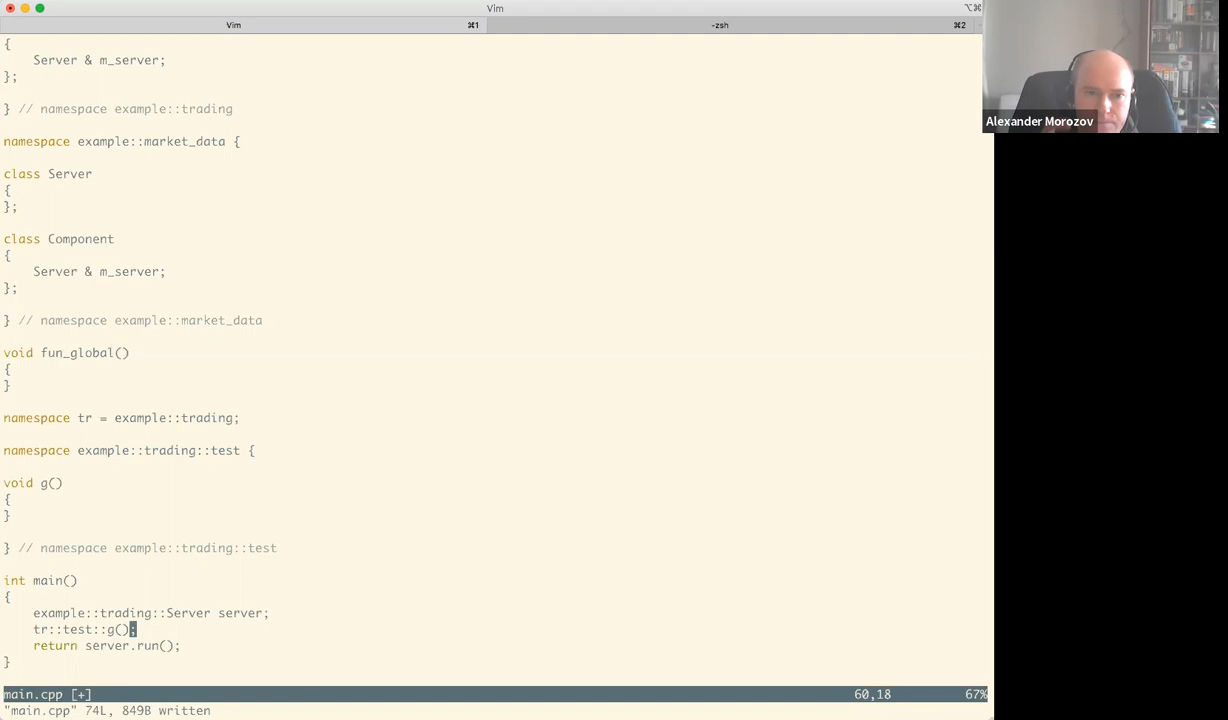 Vim
⌥⌘
Vim
⌘1
-zsh
⌘2
{
    Server & m_server;
};
} // namespace example::trading
namespace example::market_data {
class Server
{
};
class Component
{
    Server & m_server;
};
} // namespace example::market_data
void fun_global()
{
}
namespace tr = example::trading;
namespace example::trading::test {
void g()
{
}
} // namespace example::trading::test
int main()
{
    example::trading::Server server;
    tr::test::g();
    return server.run();
}
main.cpp [+] 60,18 67%
"main.cpp" 74L, 849B written
Alexander Morozov